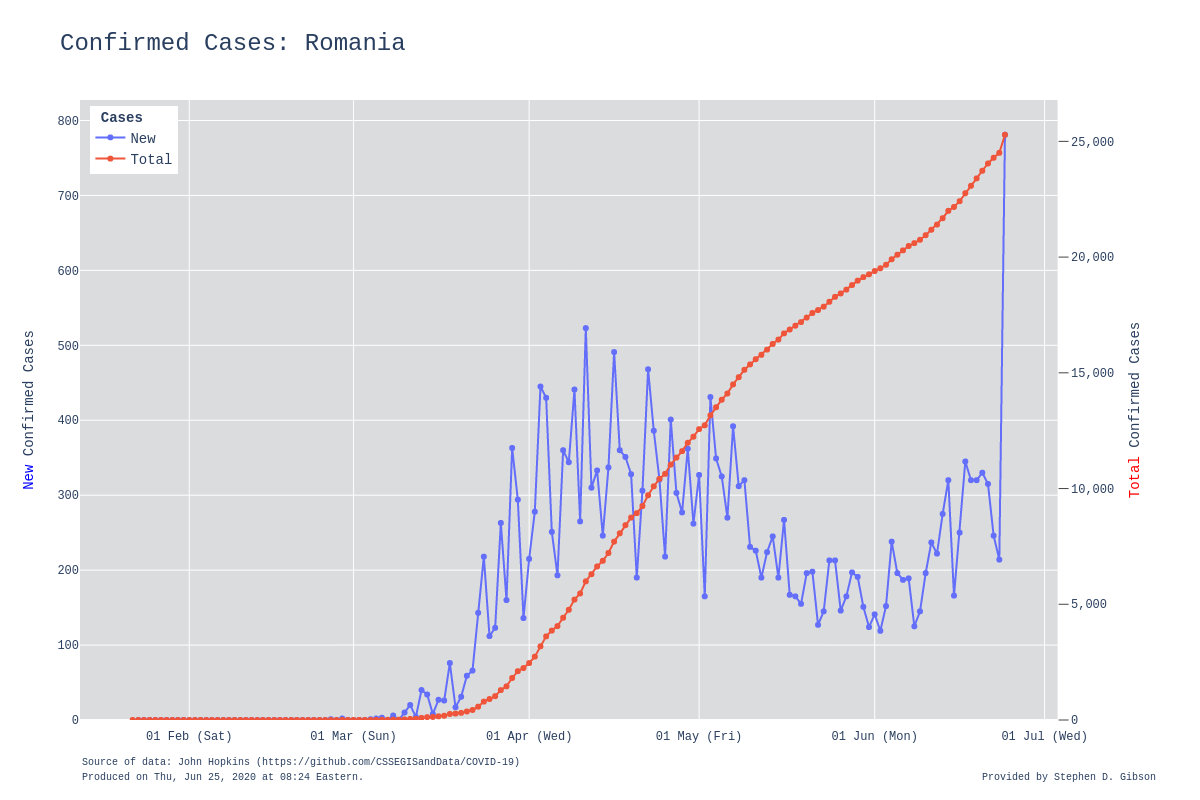 Confirmed Cases: Romania
Cases
New
Total
800
700
600
500
400
300
200
100
0
25,000
20,000
15,000
10,000
5,000
0
New Confirmed Cases
Total Confirmed Cases
01 Feb (Sat)
01 Mar (Sun)
01 Apr (Wed)
01 May (Fri)
01 Jun (Mon)
01 Jul (Wed)
Source of data: John Hopkins (https://github.com/CSSEGISandData/COVID-19)
Produced on Thu, Jun 25, 2020 at 08:24 Eastern.
Provided by Stephen D. Gibson